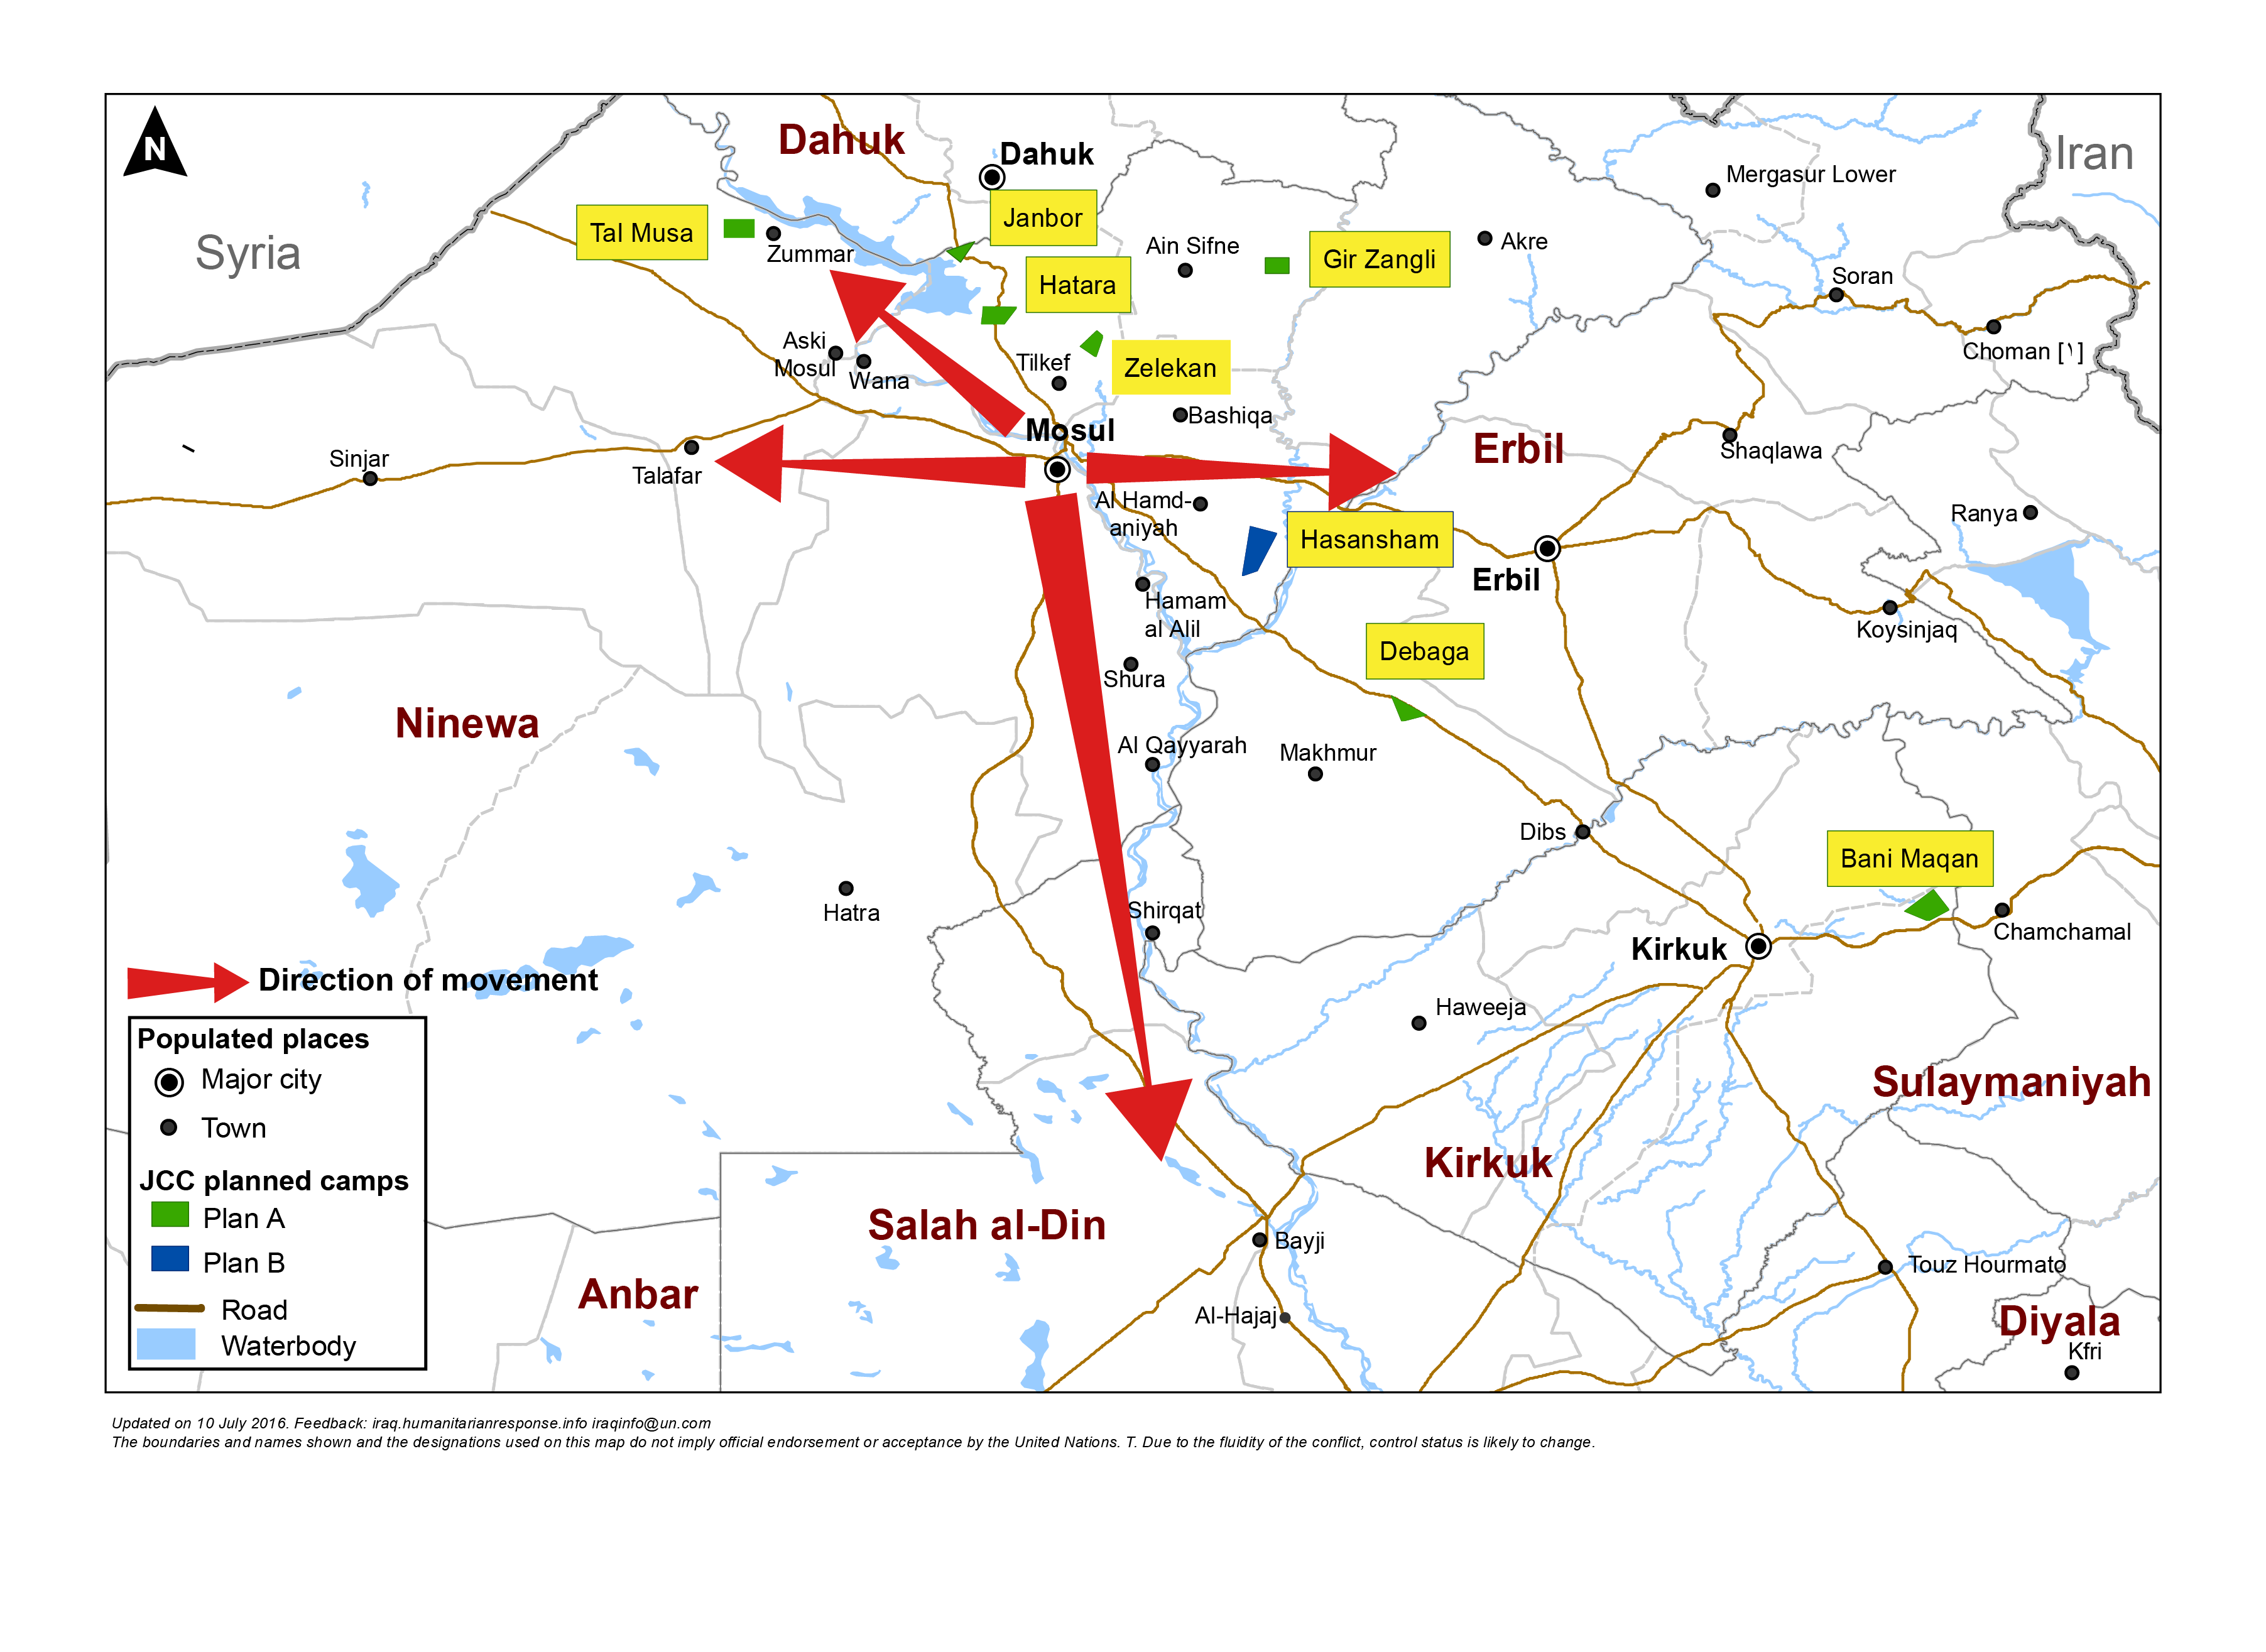 N
Dahuk
Dahuk
Iran
Mergasur Lower
Syria
Tal Musa
Janbor
Zummar
Ain Sifne
Gir Zangli
Akre
Soran
Hatara
Aski
Mosul
Wana
Tilkef
Zelekan
Choman [١]
Bashiqa
Mosul
Erbil
Shaqlawa
Sinjar
Talafar
Al Hamd-
aniyah
Ranya
Hasansham
Erbil
Hamam
al Alil
Koysinjaq
Debaga
Shura
Ninewa
Al Qayyarah
Makhmur
Dibs
Bani Maqan
Hatra
Shirqat
Chamchamal
Kirkuk
Haweeja
Direction of movement
Populated places
Major city
Town
JCC planned camps
Plan A
Plan B
Road
Waterbody
Sulaymaniyah
Kirkuk
Salah al-Din
Bayji
Anbar
Touz Hourmato
Al-Hajaj
Diyala
Kfri
Updated on 10 July 2016. Feedback: iraq.humanitarianresponse.info iraqinfo@un.com
The boundaries and names shown and the designations used on this map do not imply official endorsement or acceptance by the United Nations. T. Due to the fluidity of the conflict, control status is likely to change.